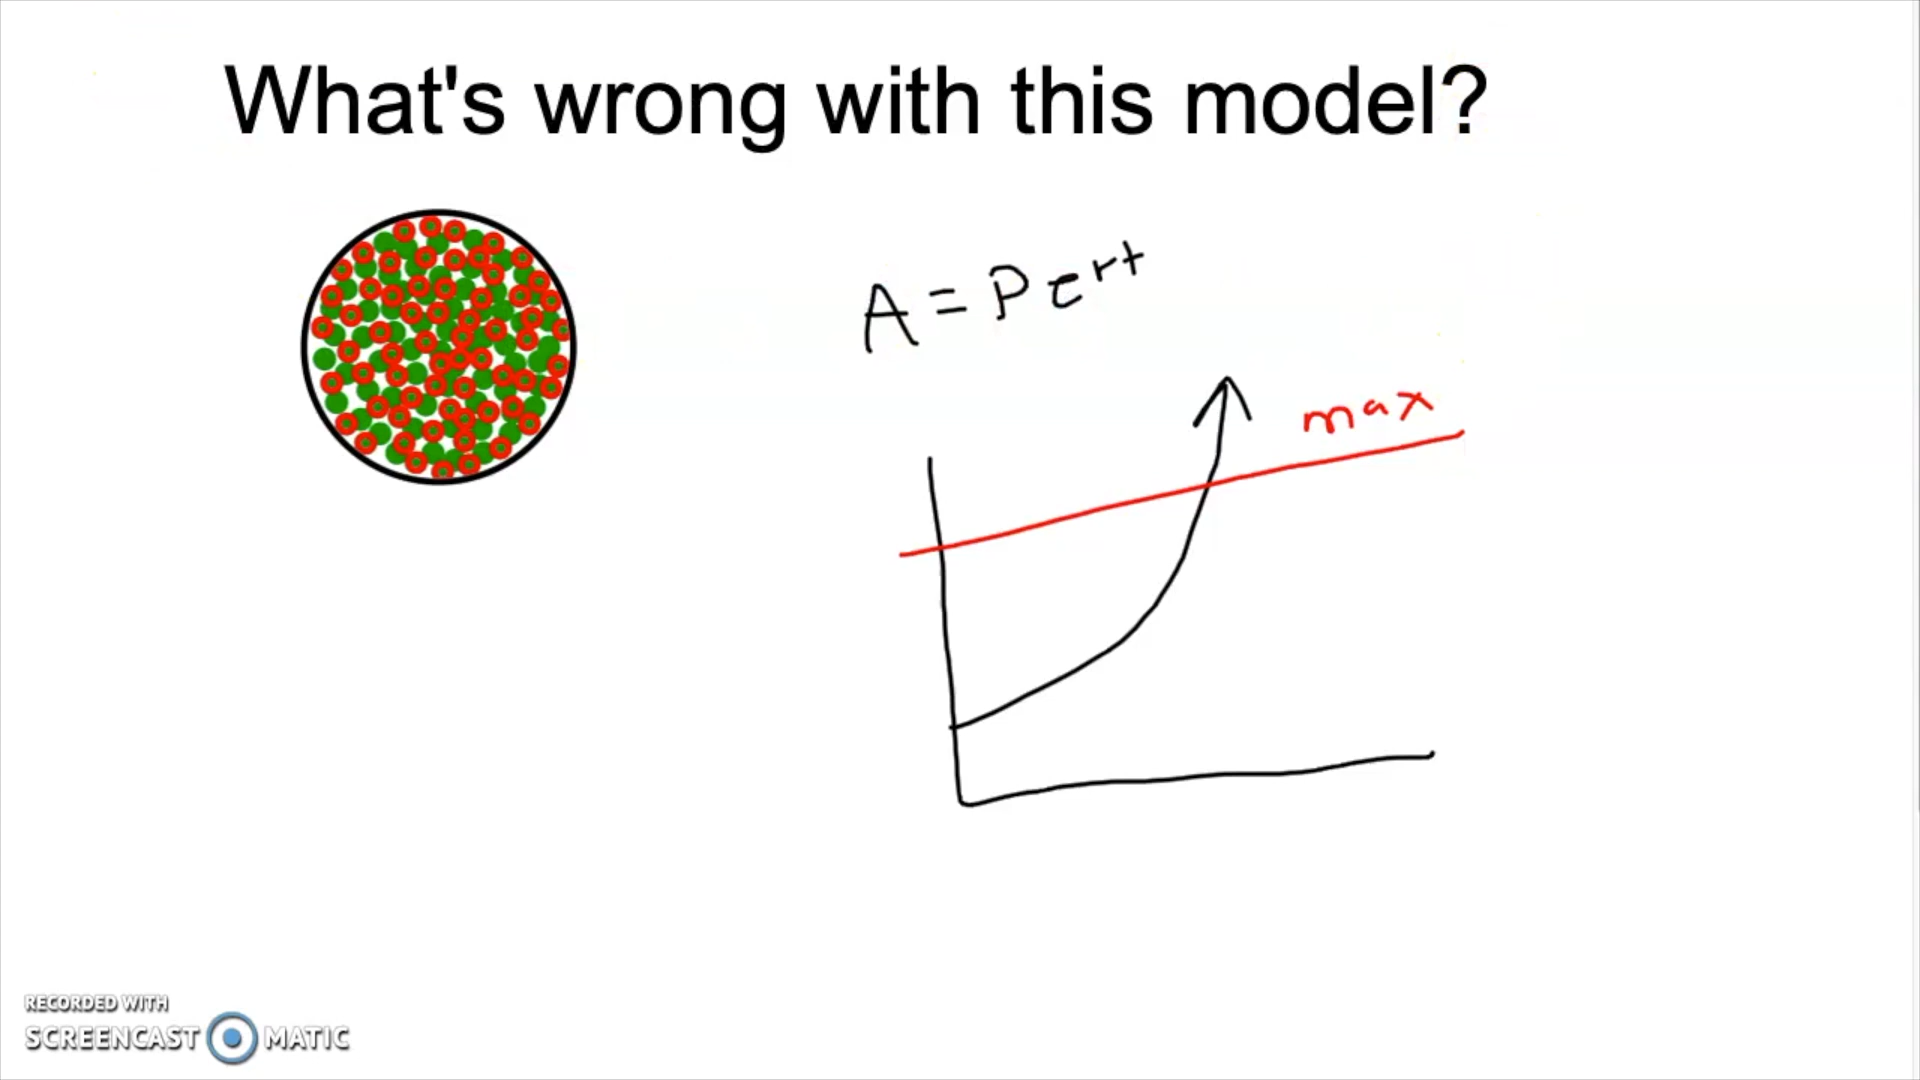 What's wrong with this model?
A = Pe^rt
max
RECORDED WITH
SCREENCAST MATIC